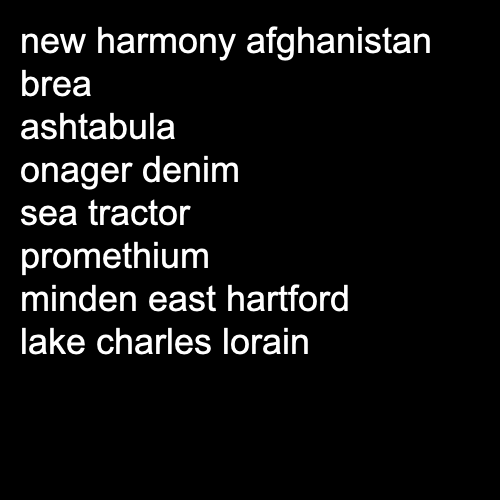 new harmony afghanistan
brea
ashtabula
onager denim
sea tractor
promethium
minden east hartford
lake charles lorain